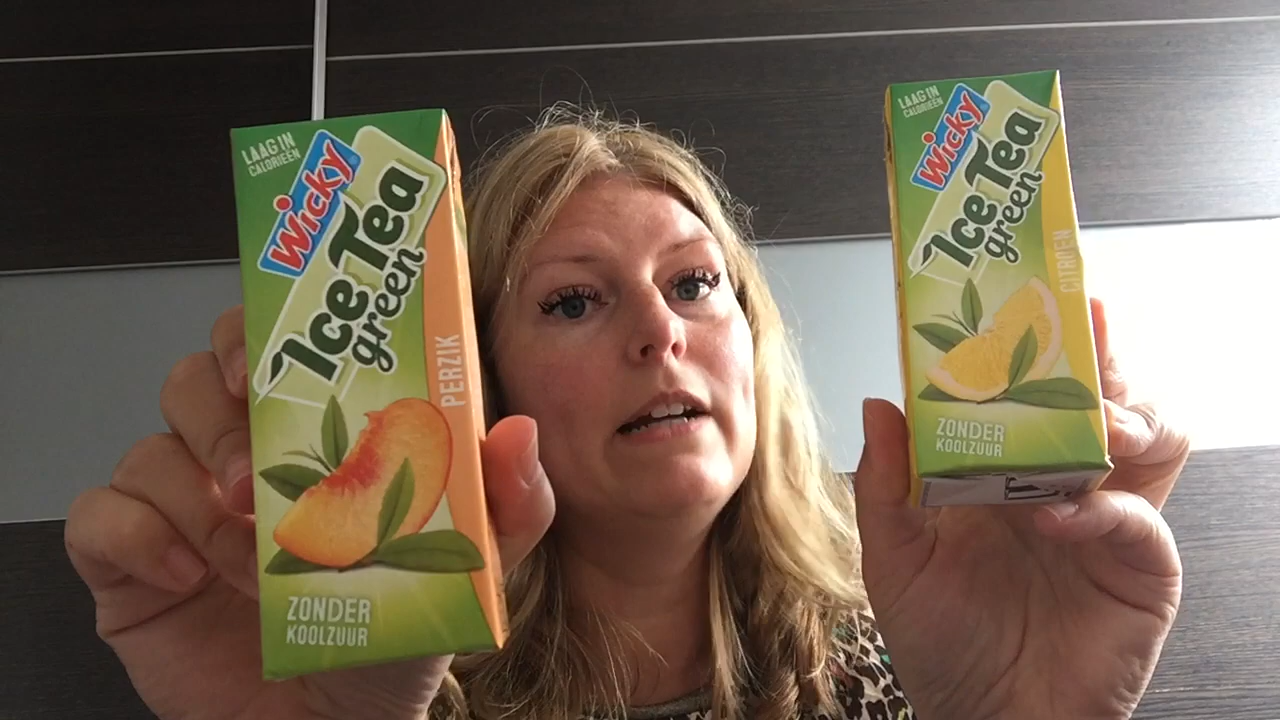 LAAG IN
CALORIEËN
Wicky
Ice Tea
green
PERZIK
ZONDER
KOOLZUUR
LAAG IN
CALORIEËN
Wicky
Ice Tea
green
CITROEN
ZONDER
KOOLZUUR